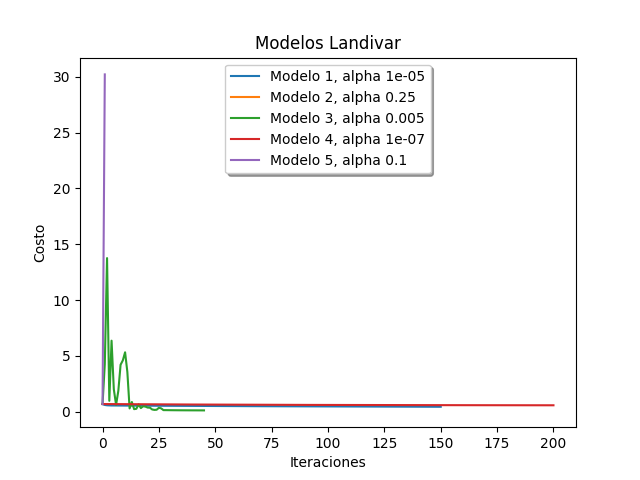 Modelos Landivar
Modelo 1, alpha 1e-05
Modelo 2, alpha 0.25
Modelo 3, alpha 0.005
Modelo 4, alpha 1e-07
Modelo 5, alpha 0.1
Costo
30
25
20
15
10
5
0
0 25 50 75 100 125 150 175 200
Iteraciones